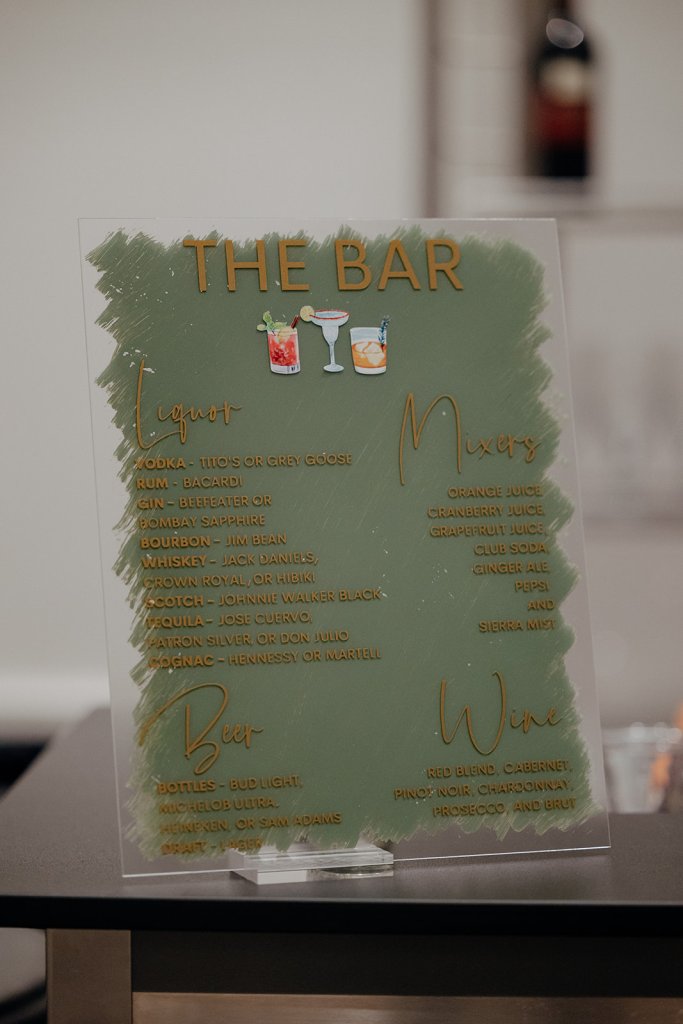 THE BAR
Liquor
VODKA - TITO'S OR GREY GOOSE
RUM - BACARDI
GIN – BEEFEATER OR
BOMBAY SAPPHIRE
BOURBON – JIM BEAN
WHISKEY – JACK DANIELS,
CROWN ROYAL, OR HIBIKI
SCOTCH – JOHNNIE WALKER BLACK
TEQUILA – JOSE CUERVO,
PATRON SILVER, OR DON JULIO
COGNAC – HENNESSY OR MARTELL
Mixers
ORANGE JUICE,
CRANBERRY JUICE,
GRAPEFRUIT JUICE,
CLUB SODA,
GINGER ALE,
PEPSI
AND
SIERRA MIST
Beer
BOTTLES – BUD LIGHT,
MICHELOB ULTRA,
HEINEKEN, OR SAM ADAMS
DRAFT – LAGER
Wine
RED BLEND, CABERNET,
PINOT NOIR, CHARDONNAY,
PROSECCO, AND BRUT